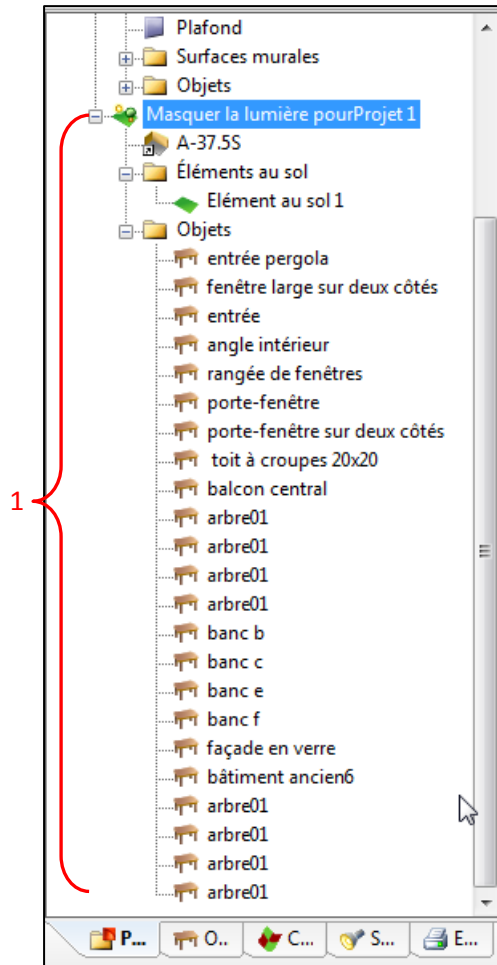 Plafond
Surfaces murales
Objets
Masquer la lumière pourProjet 1
A-37.5S
Éléments au sol
Elément au sol 1
Objets
entrée pergola
fenêtre large sur deux côtés
entrée
angle intérieur
rangée de fenêtres
porte-fenêtre
porte-fenêtre sur deux côtés
toit à croupes 20x20
balcon central
1
arbre01
arbre01
arbre01
arbre01
banc b
banc c
banc e
banc f
façade en verre
bâtiment ancien6
arbre01
arbre01
arbre01
arbre01
P... O.. C... S... E...